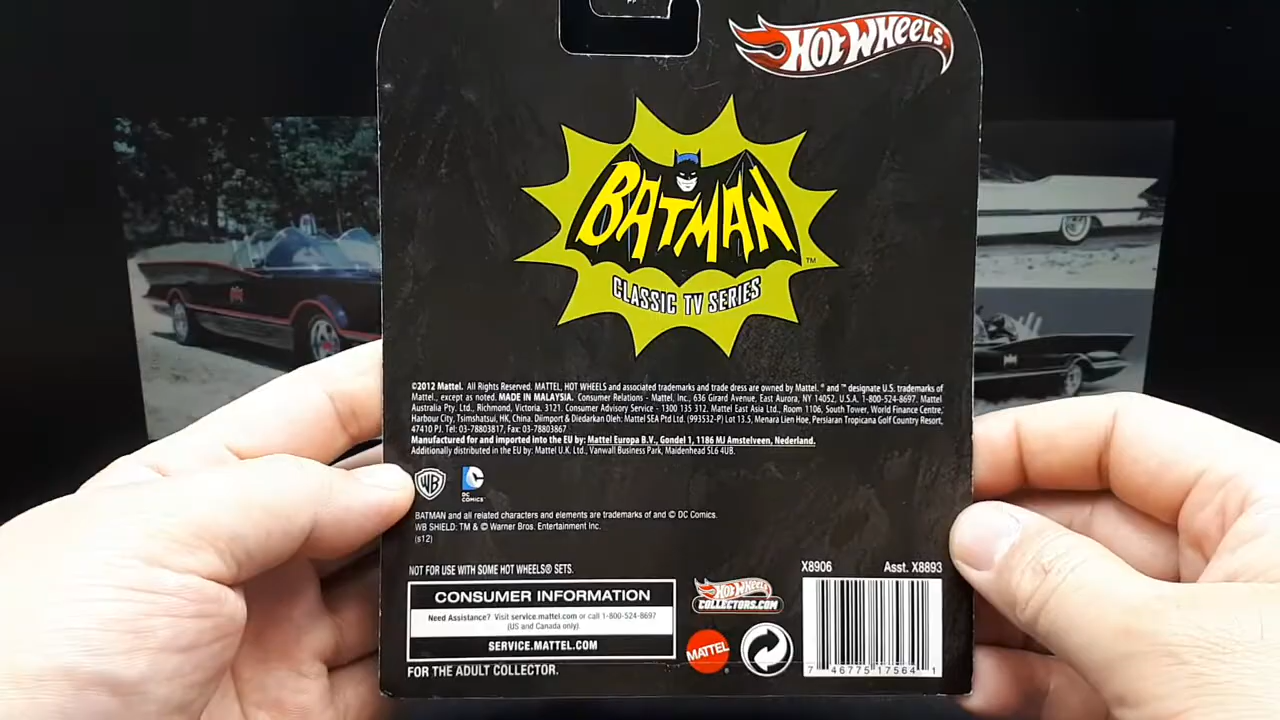 HOT WHEELS
BATMAN
TM
CLASSIC TV SERIES
©2012 Mattel. All Rights Reserved. MATTEL, HOT WHEELS and associated trademarks and trade dress are owned by Mattel. ® and ™ designate U.S. trademarks of
Mattel, except as noted. MADE IN MALAYSIA. Consumer Relations - Mattel, Inc., 636 Girard Avenue, East Aurora, NY 14052, U.S.A. 1-800-524-8697. Mattel
Australia Pty. Ltd., Richmond, Victoria. 3121. Consumer Advisory Service - 1300 135 312. Mattel East Asia Ltd., Room 1106, South Tower, World Finance Centre,
Harbour City, Tsimshatsui, HK, China. Diimport & Diedarkan Oleh: Mattel SEA Ptd Ltd. (993532-P) Lot 13.5, Menara Lien Hoe, Persiaran Tropicana Golf Country Resort,
47410 PJ. Tel: 03-78803817, Fax: 03-78803867
Manufactured for and imported into the EU by: Mattel Europa B.V., Gondel 1, 1186 MJ Amstelveen, Nederland.
Additionally distributed in the EU by: Mattel U.K. Ltd., Vanwall Business Park, Maidenhead SL6 4UB.
WB
DC COMICS™
BATMAN and all related characters and elements are trademarks of and © DC Comics.
WB SHIELD: TM & © Warner Bros. Entertainment Inc.
(s12)
NOT FOR USE WITH SOME HOT WHEELS® SETS.
X8906 Asst. X8893
CONSUMER INFORMATION
Need Assistance? Visit service.mattel.com or call 1-800-524-8697
(US and Canada only).
SERVICE.MATTEL.COM
HOT WHEELS
COLLECTORS.COM
MATTEL
®
7 46775 17564 1
FOR THE ADULT COLLECTOR.